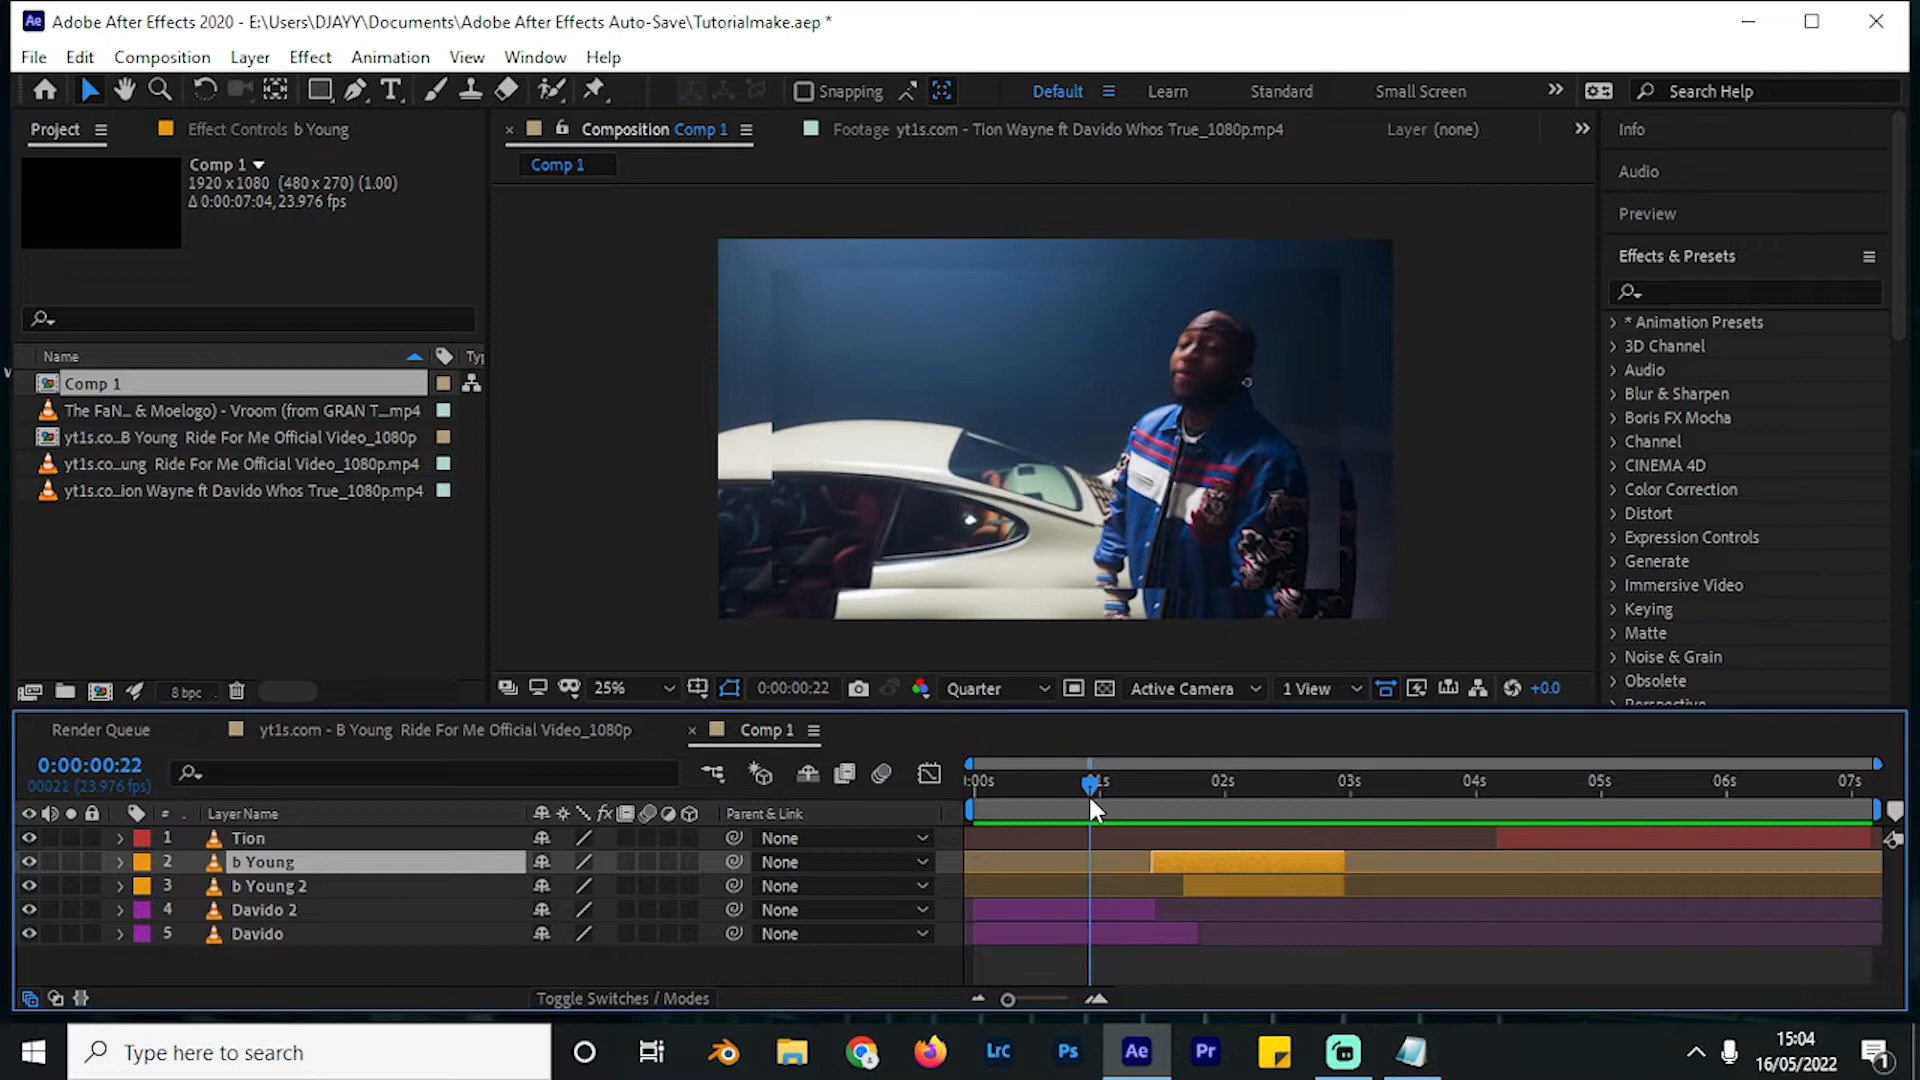 Adobe After Effects 2020 - E:\Users\DJAYY\Documents\Adobe After Effects Auto-Save\Tutorialmake.aep *
File Edit Composition Layer Effect Animation View Window Help
Snapping Default Learn Standard Small Screen Search Help
Project Effect Controls b Young Composition Comp 1 Footage yt1s.com - Tion Wayne ft Davido Whos True_1080p.mp4 Layer (none) Info
Comp 1
1920 x 1080 (480 x 270) (1.00)
Δ 0:00:07:04, 23.976 fps
Comp 1
Audio
Preview
Effects & Presets
* Animation Presets
3D Channel
Audio
Blur & Sharpen
Boris FX Mocha
Channel
CINEMA 4D
Color Correction
Distort
Expression Controls
Generate
Immersive Video
Keying
Matte
Noise & Grain
Obsolete
Perspective
Name Typ
Comp 1
The FaN... & Moelogo) - Vroom (from GRAN T....mp4
yt1s.co...B Young Ride For Me Official Video_1080p
yt1s.co...ung Ride For Me Official Video_1080p.mp4
yt1s.co...ion Wayne ft Davido Whos True_1080p.mp4
8 bpc 25% 0:00:00:22 Quarter Active Camera 1 View +0.0
Render Queue yt1s.com - B Young Ride For Me Official Video_1080p Comp 1
0:00:00:22
00022 (23.976 fps)
:00s 02s 03s 04s 05s 06s 07s
# Layer Name fx Parent & Link
1 Tion None
2 b Young None
3 b Young 2 None
4 Davido 2 None
5 Davido None
Toggle Switches / Modes
Type here to search LrC Ps Ae Pr 15:04
16/05/2022 1